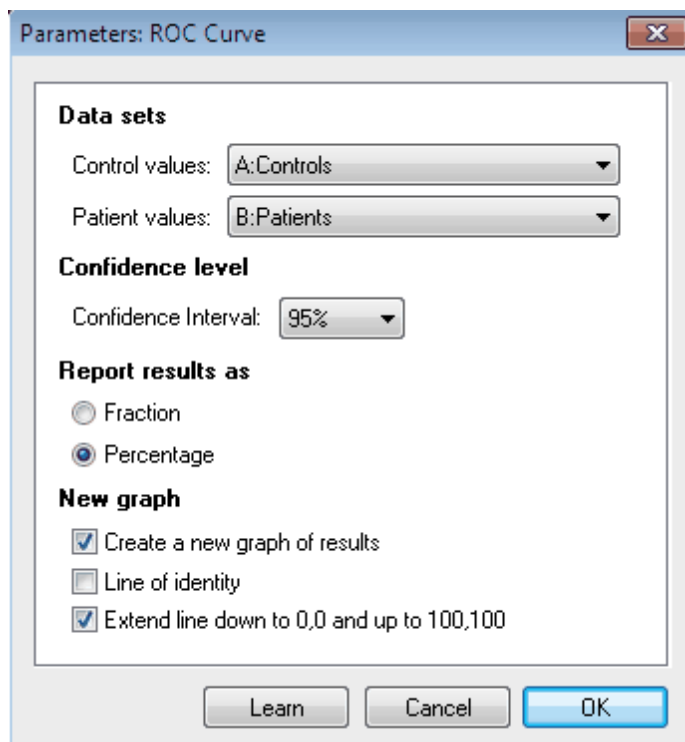 Parameters: ROC Curve
Data sets
Control values: A:Controls
Patient values: B:Patients
Confidence level
Confidence Interval: 95%
Report results as
Fraction
Percentage
New graph
Create a new graph of results
Line of identity
Extend line down to 0,0 and up to 100,100
Learn Cancel OK